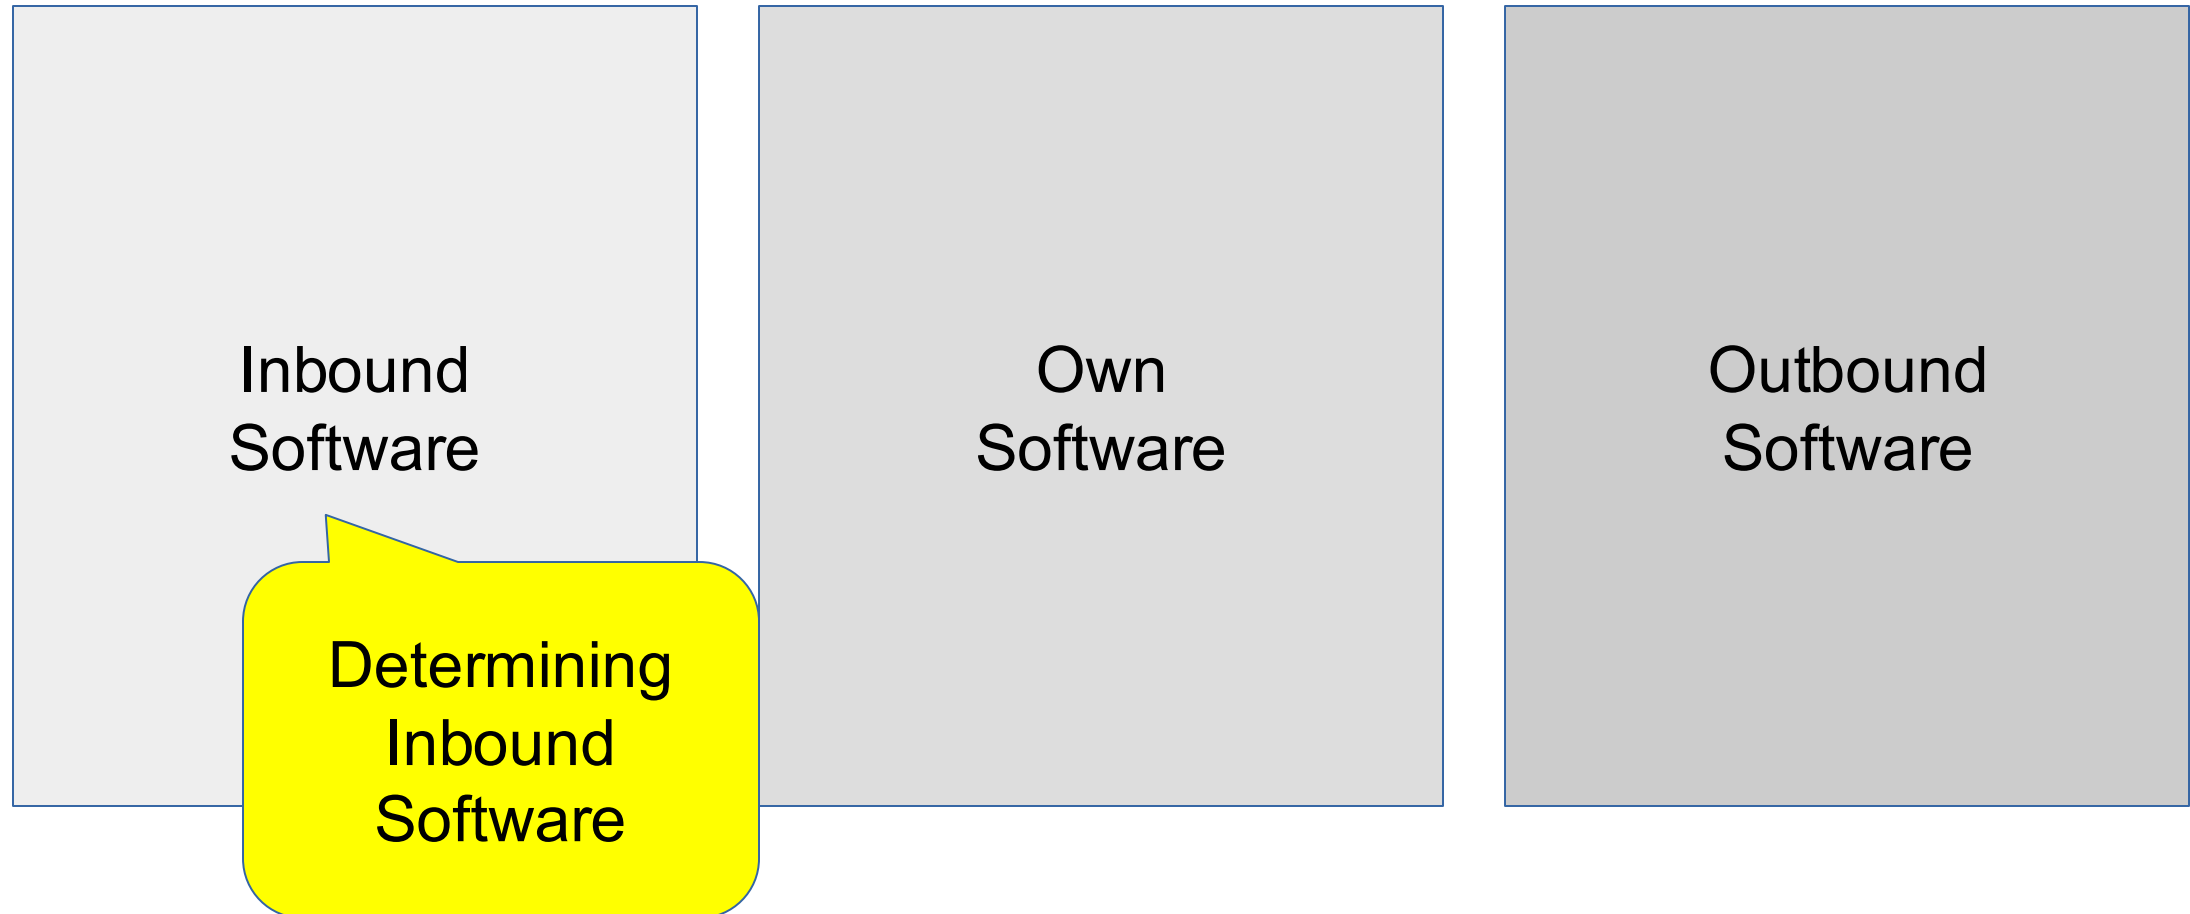 Inbound
Software
Own
Software
Outbound
Software
Determining
Inbound
Software